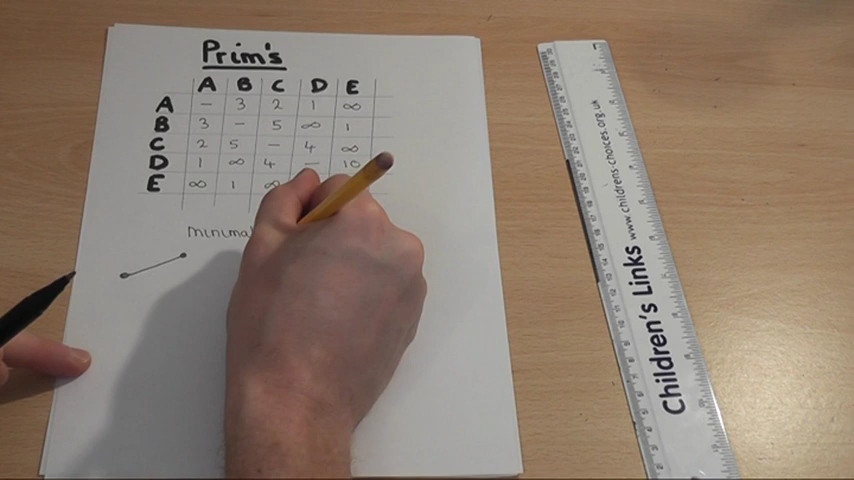 Prim's
A B C D E
A – 3 2 1 ∞
B 3 – 5 ∞ 1
C 2 5 – 4 ∞
D 1 ∞ 4 – 10
E ∞ 1 ∞
Children's Links www.childrens-choices.org.uk